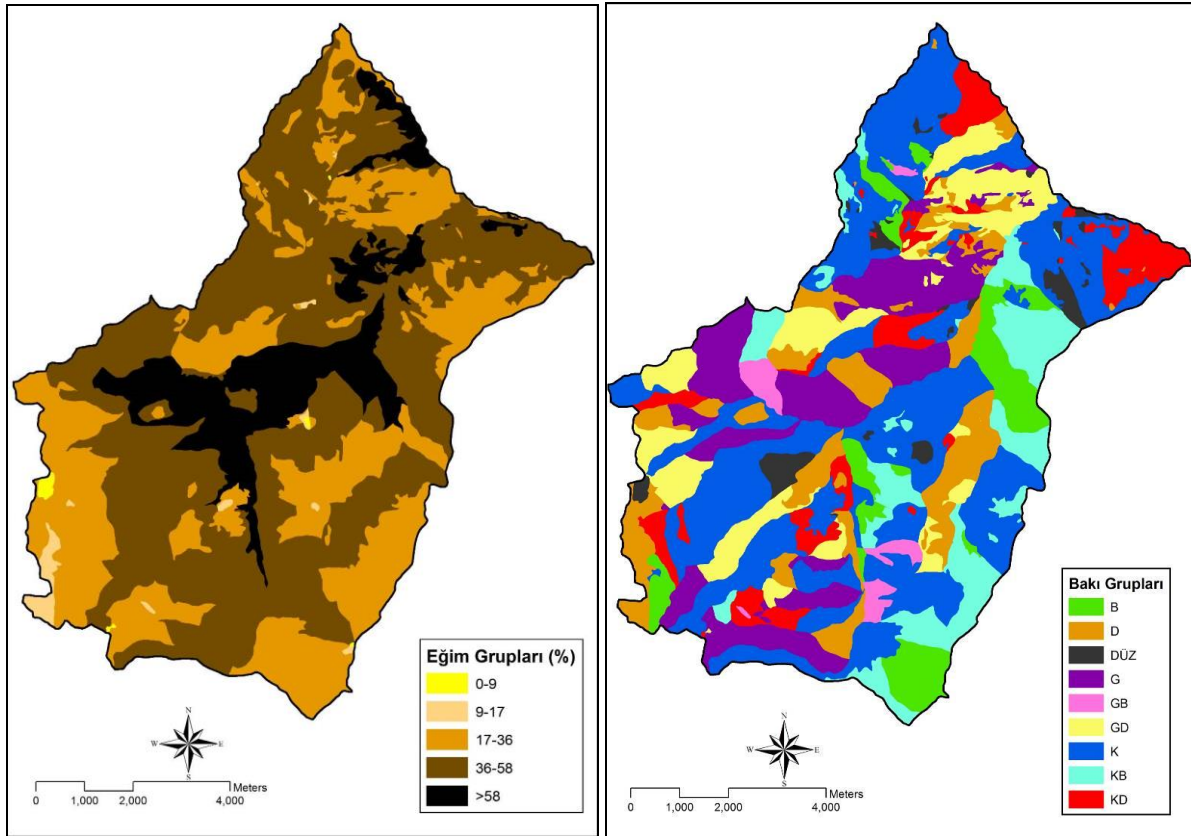 Eğim Grupları (%)
0-9
9-17
17-36
36-58
>58
N
W E
S
Meters
0 1,000 2,000 4,000
Bakı Grupları
B
D
DÜZ
G
GB
GD
K
KB
KD
N
W E
S
Meters
0 1,000 2,000 4,000